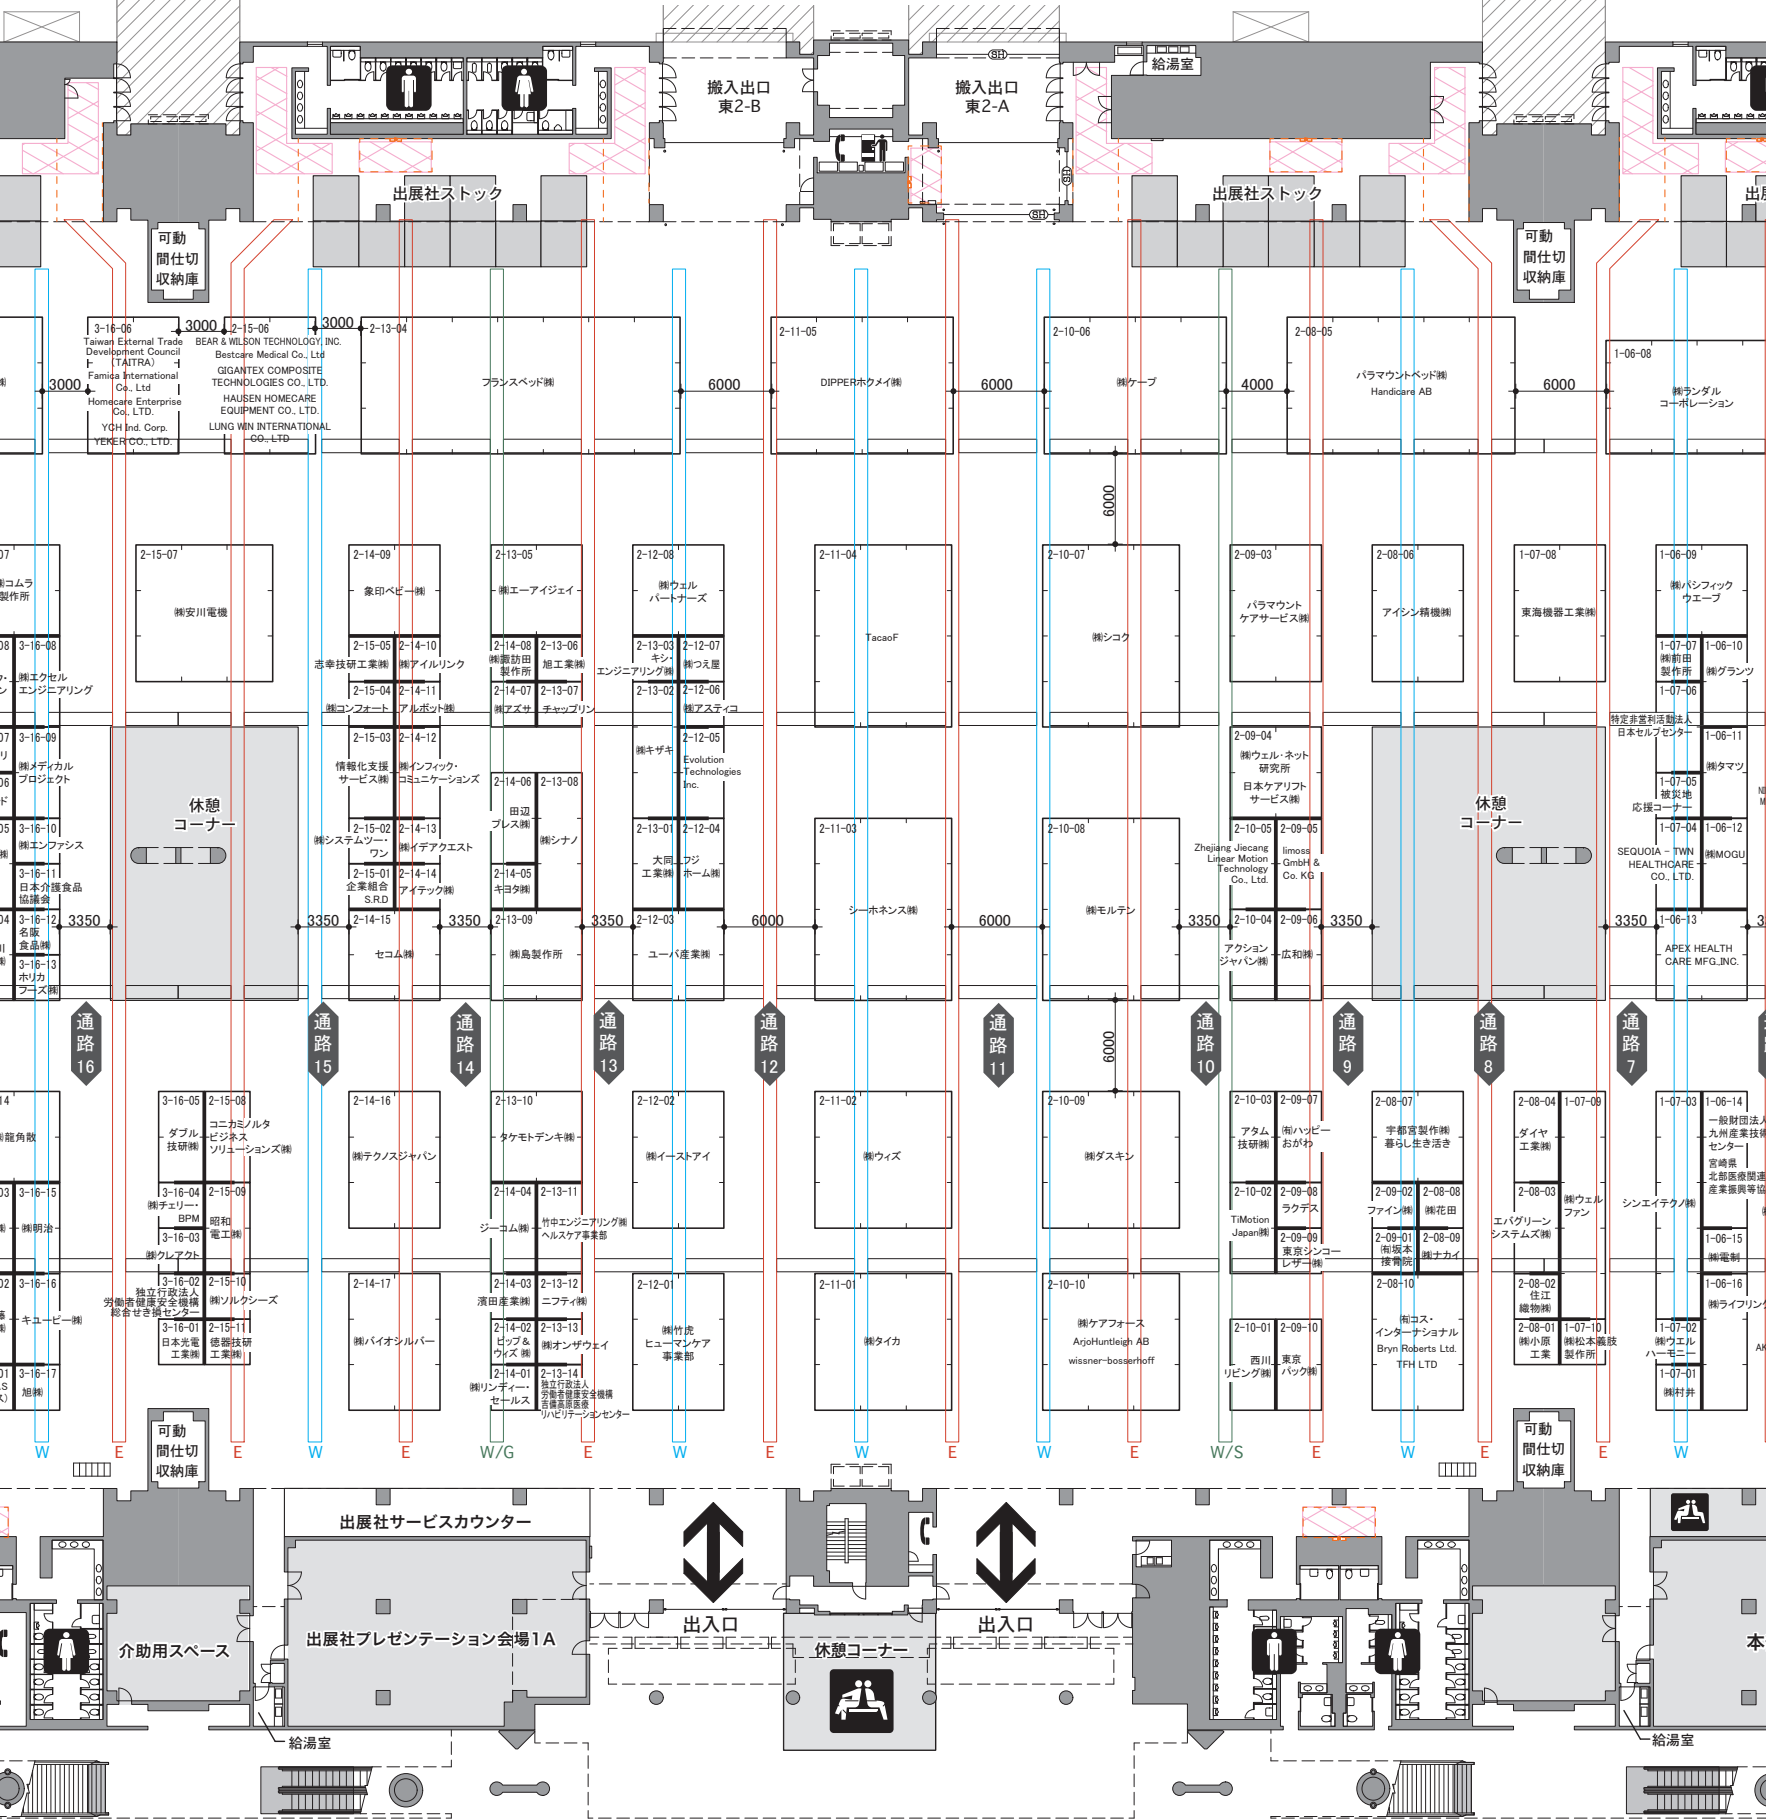 搬入出口
東2-B
搬入出口
東2-A
給湯室
出展社ストック
出展社ストック
可動
間仕切
収納庫
可動
間仕切
収納庫
3-16-06
Taiwan External Trade
Development Council
(TAITRA)
Famica International
Co., Ltd
Homecare Enterprise
Co., LTD.
YCH Ind. Corp.
YEKER CO., LTD.
3000
2-15-06
BEAR & WILSON TECHNOLOGY, INC.
Bestcare Medical Co., Ltd
GIGANTEX COMPOSITE
TECHNOLOGIES CO., LTD.
HAUSEN HOMECARE
EQUIPMENT CO., LTD.
LUNG WIN INTERNATIONAL
CO., LTD
3000
3000
2-13-04
フランスベッド㈱
6000
2-11-05
DIPPERホクメイ㈱
6000
2-10-06
㈱ケープ
4000
2-08-05
パラマウントベッド㈱
Handicare AB
6000
1-06-08
㈱ランダル
コーポレーション
6000
2-15-07
㈱安川電機
2-14-09
象印ベビー㈱
2-13-05
㈱エーアイジェイ
2-12-08
㈱ウェル
パートナーズ
2-11-04
TacaoF
2-10-07
㈱シコク
2-09-03
パラマウント
ケアサービス㈱
2-08-06
アイシン精機㈱
1-07-08
東海機器工業㈱
1-06-09
㈱パシフィック
ウエーブ
㈱コムラ
製作所
3-16-08
㈱エクセル
エンジニアリング
2-15-05
志幸技研工業㈱
2-14-10
㈱アイルリンク
2-15-04
㈱コンフォート
2-14-11
アルボット㈱
2-15-03
情報化支援
サービス㈱
2-14-12
㈱インフィック・
コミュニケーションズ
2-15-02
㈱システムツー・
ワン
2-14-13
㈱イデアクエスト
2-15-01
企業組合
S.R.D
2-14-14
アイテック㈱
2-14-15
セコム㈱
2-14-08
㈱諏訪田
製作所
2-13-06
旭工業㈱
2-14-07
㈱アズサ
2-13-07
チャップリン
2-14-06
田辺
プレス㈱
2-13-08
㈱シナノ
2-14-05
キヨタ㈱
2-13-09
㈱島製作所
2-13-03
キシ・
エンジニアリング㈱
2-12-07
㈱つえ屋
2-13-02
㈱キザキ
2-12-06
㈱アスティコ
2-12-05
Evolution
Technologies
Inc.
2-13-01
大同
工業㈱
2-12-04
フジ
ホーム㈱
2-12-03
ユーバ産業㈱
2-11-03
シーホネンス㈱
2-10-08
㈱モルテン
2-09-04
㈱ウェル・ネット
研究所
日本ケアリフト
サービス㈱
2-10-05
Zhejiang Jiecang
Linear Motion
Technology
Co., Ltd.
2-09-05
limoss
GmbH &
Co. KG
2-10-04
アクション
ジャパン㈱
2-09-06
広和㈱
1-07-07
㈱前田
製作所
㈱グランツ
1-06-10
1-07-06
特定非営利活動法人
日本セルプセンター
1-06-11
㈱タマツ
1-07-05
被災地
応援コーナー
1-07-04
SEQUOIA - TWN
HEALTHCARE
CO., LTD.
1-06-12
㈱MOGU
1-06-13
APEX HEALTH
CARE MFG.,INC.
3-16-09
㈱メディカル
プロジェクト
3-16-10
㈱エンファシス
3-16-11
日本介護食品
協議会
3-16-12
名阪
食品㈱
3-16-13
ホリカ
フーズ㈱
休憩
コーナー
休憩
コーナー
3350
3350
3350
3350
6000
6000
3350
3350
3350
通路16
通路15
通路14
通路13
通路12
通路11
通路10
通路9
通路8
通路7
6000
㈱龍角散
3-16-05
ダブル
技研㈱
2-15-08
コニカミノルタ
ビジネス
ソリューションズ㈱
3-16-04
㈱チェリー・
BPM
2-15-09
昭和
電工㈱
3-16-03
㈱クレアクト
3-16-02
独立行政法人
労働者健康安全機構
総合せき損センター
2-15-10
㈱ソルクシーズ
3-16-01
日本光電
工業㈱
2-15-11
徳器技研
工業㈱
3-16-15
㈱明治
3-16-16
キユーピー㈱
3-16-17
旭㈱
2-14-16
㈱テクノスジャパン
2-14-17
㈱バイオシルバー
2-13-10
タケモトデンキ㈱
2-14-04
ジーコム㈱
2-13-11
竹中エンジニアリング㈱
ヘルスケア事業部
2-14-03
濱田産業㈱
2-13-12
ニフティ㈱
2-14-02
ピップ&
ウィズ ㈱
2-13-13
㈱オンザウェイ
2-14-01
㈱リンディー・
セールス
2-13-14
独立行政法人
労働者健康安全機構
吉備高原医療
リハビリテーションセンター
2-12-02
㈱イーストアイ
2-12-01
㈱竹虎
ヒューマンケア
事業部
2-11-02
㈱ウィズ
2-11-01
㈱タイカ
2-10-09
㈱ダスキン
2-10-10
㈱ケアフォース
ArjoHuntleigh AB
wissner-bosserhoff
2-10-03
アタム
技研㈱
2-09-07
㈲ハッピー
おがわ
2-10-02
TiMotion
Japan㈱
2-09-08
ラクデス
2-09-09
東京シンコー
レザー㈱
2-10-01
西川
リビング㈱
2-09-10
東京
パック㈱
2-08-07
宇都宮製作㈱
暮らし生き活き
2-09-02
ファイン㈱
2-08-08
㈱花田
2-09-01
㈲坂本
接骨院
2-08-09
㈱ナカイ
2-08-10
㈲コス・
インターナショナル
Bryn Roberts Ltd.
TFH LTD
2-08-04
ダイヤ
工業㈱
1-07-09
㈱ウェル
ファン
2-08-03
エバグリーン
システムズ㈱
2-08-02
住江
織物㈱
2-08-01
㈱小原
工業
1-07-10
㈱松本義肢
製作所
1-07-03
シンエイテクノ㈱
1-06-14
一般財団法人
九州産業技術
センター
宮崎県
北部医療関連
産業振興等協
1-06-15
㈱電制
1-06-16
㈱ライフリング
1-07-02
㈱ウエル
ハーモニー
1-07-01
㈱村井
W
E
E
W
E
W/G
E
W
E
W
E
W
E
W/S
E
W
E
E
W
可動
間仕切
収納庫
可動
間仕切
収納庫
出展社サービスカウンター
出展社プレゼンテーション会場1A
介助用スペース
給湯室
出入口
出入口
休憩コーナー
給湯室
本